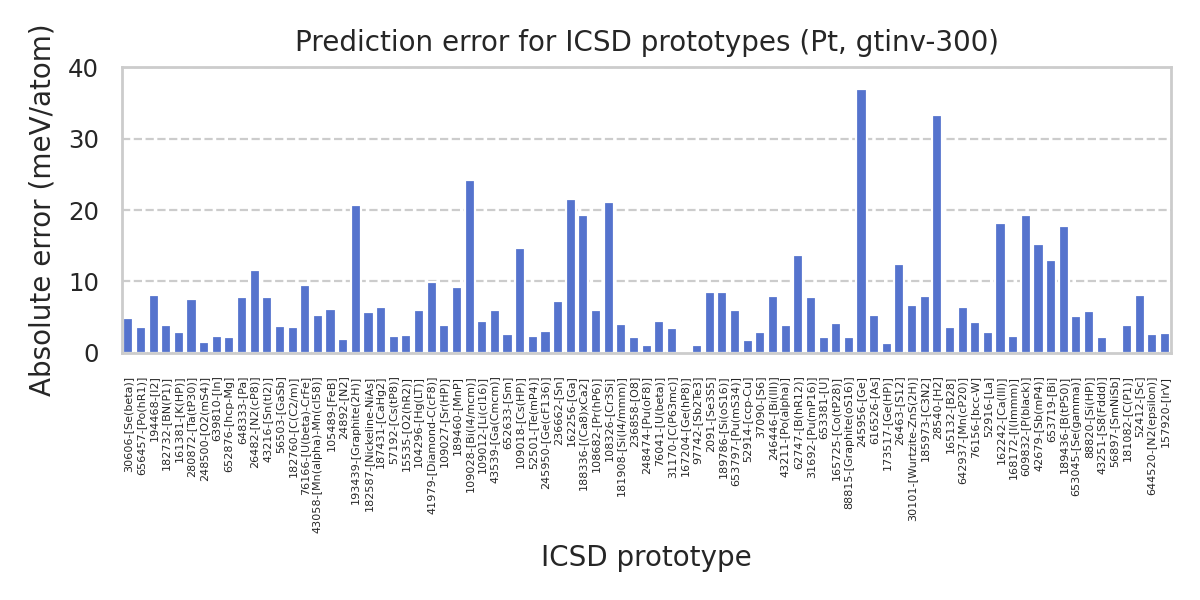 Prediction error for ICSD prototypes (Pt, gtinv-300)
Absolute error (meV/atom)
40
30
20
10
0
30606-[Se(beta)]
656457-[Po(hR1)]
194468-[I2]
182732-[BN(P1)]
161381-[K(HP)]
280872-[Ta(tP30)]
248500-[O2(mS4)]
639810-[In]
652876-[hcp-Mg]
648333-[Pa]
26482-[N2(cP8)]
43216-[Sn(tI2)]
5603-[GaSb]
182760-[C(C2/m)]
76166-[U(beta)-CrFe]
43058-[Mn(alpha)-Mn(cI58)]
105489-[FeB]
24892-[N2]
193439-[Graphite(2H)]
182587-[Nickeline-NiAs]
187431-[CaHg2]
57192-[Cs(tP8)]
15535-[O2(hR2)]
104296-[Hg(LT)]
41979-[Diamond-C(cF8)]
109027-[Sr(HP)]
189460-[MnP]
109028-[Bi(I4/mcm)]
109012-[Li(cI16)]
43539-[Ga(Cmcm)]
652633-[Sm]
52501-[Te(mP4)]
109018-[Cs(HP)]
245950-[Ge(cF136)]
236662-[Sn]
162256-[Ga]
188336-[(Ca8)xCa2]
108682-[Pr(hP6)]
108326-[Cr3Si]
181908-[Si(I4/mmm)]
236858-[O8]
248474-[Pu(oF8)]
76041-[U(beta)]
31170-[C(P63mc)]
167204-[Ge(hP8)]
97742-[Sb2Te3]
2091-[Se3S5]
189786-[Si(oS16)]
653797-[Pu(mS34)]
52914-[ccp-Cu]
37090-[S6]
246446-[Bi(III)]
43211-[Po(alpha)]
62747-[B(hR12)]
31692-[Pu(mP16)]
653381-[U]
165725-[Co(tP28)]
88815-[Graphite(oS16)]
245956-[Ge]
616526-[As]
173517-[Ge(HP)]
26463-[S12]
30101-[Wurtzite-ZnS(2H)]
185973-[C3N2]
28540-[H2]
165132-[B28]
642937-[Mn(cP20)]
76156-[bcc-W]
52916-[La]
162242-[Ca(III)]
168172-[I(Immm)]
609832-[P(black)]
42679-[Sb(mP4)]
653719-[Bi]
189436-[B(tP50)]
653045-[Se(gamma)]
88820-[Si(HP)]
43251-[S8(Fddd)]
56897-[SmNiSb]
181082-[C(P1)]
52412-[Sc]
644520-[N2(epsilon)]
157920-[IrV]
ICSD prototype